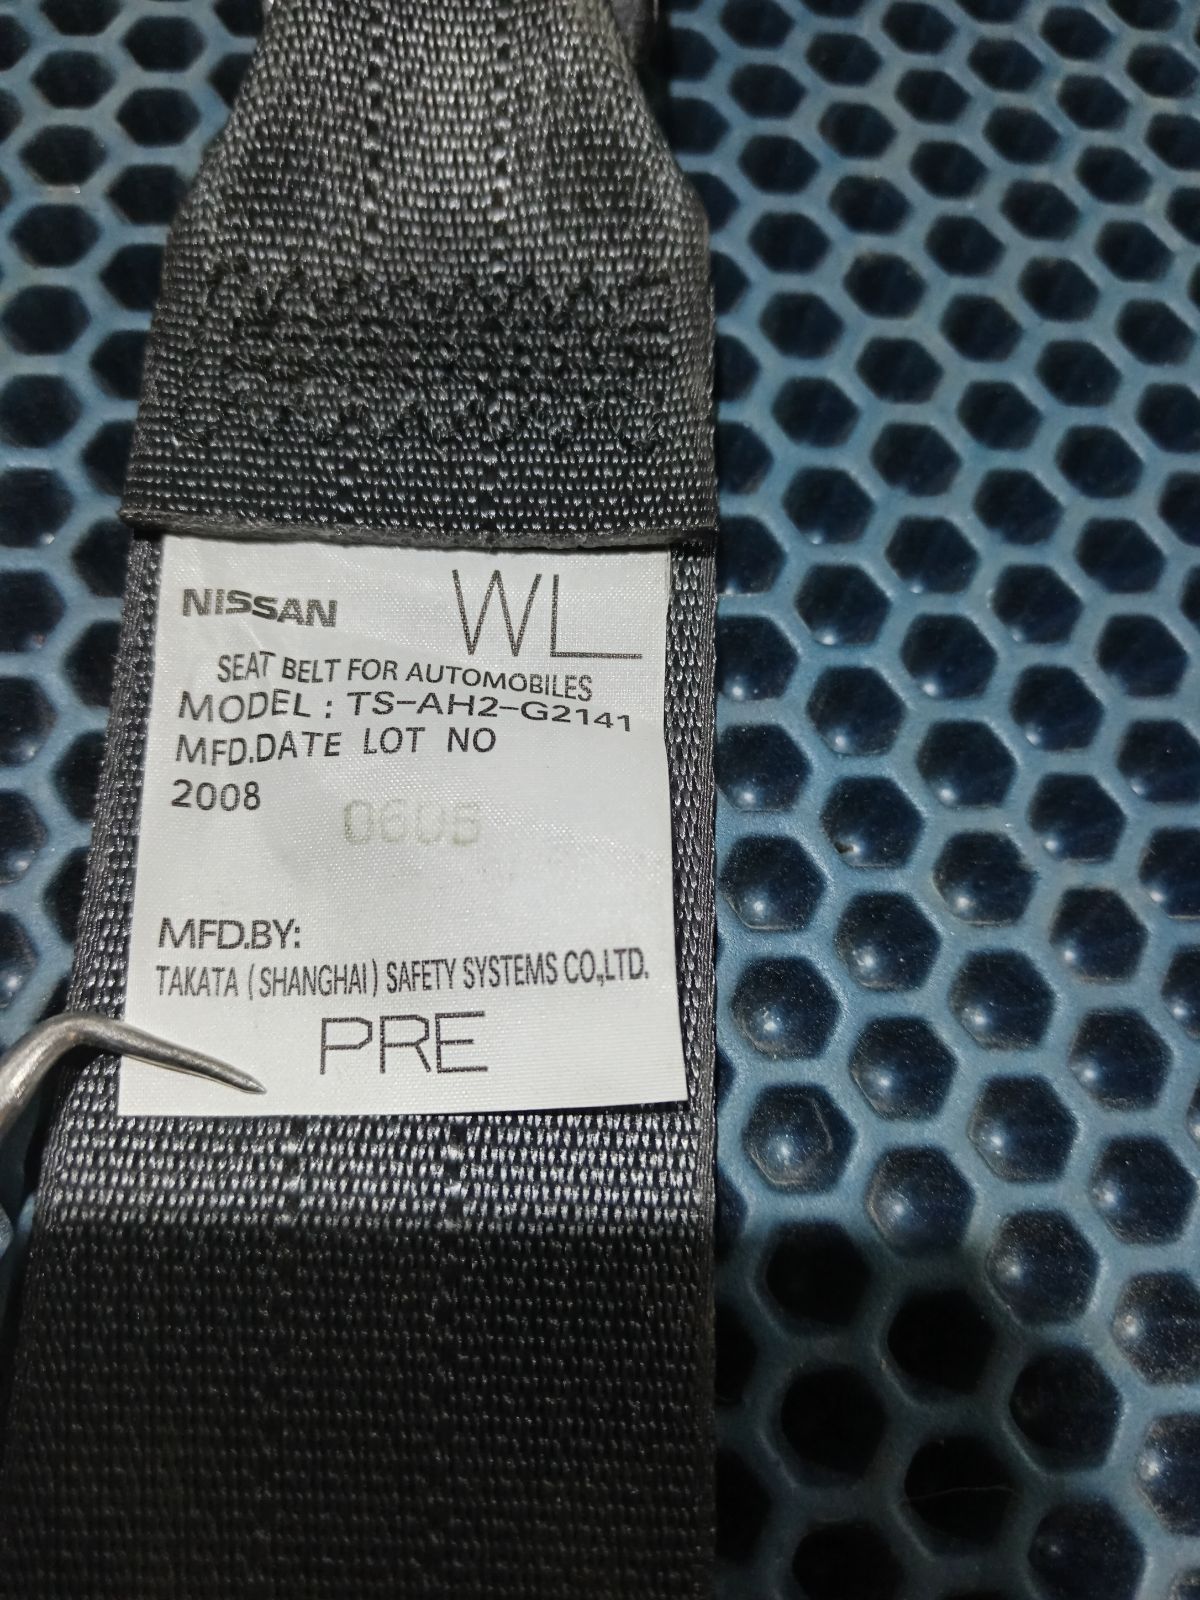 NISSAN WL
SEAT BELT FOR AUTOMOBILES
MODEL : TS-AH2-G2141
MFD.DATE LOT NO
2008 0605
MFD.BY:
TAKATA (SHANGHAI) SAFETY SYSTEMS CO.,LTD.
PRE